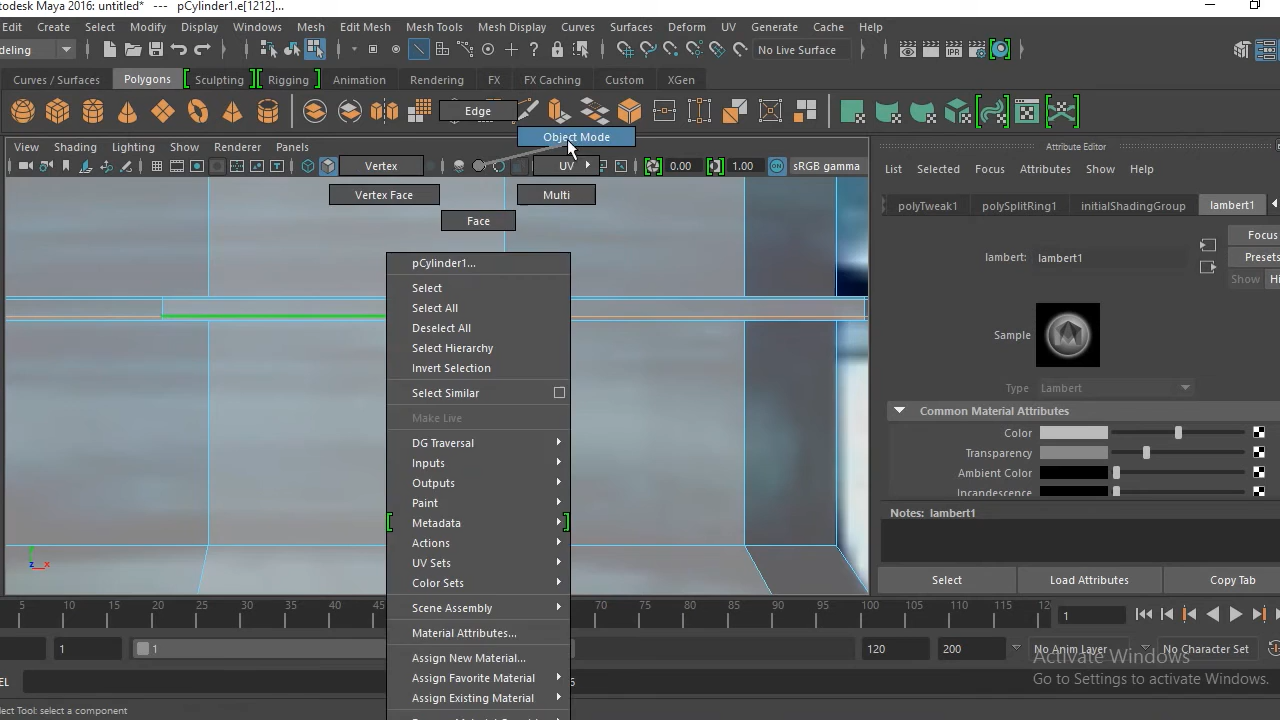 odesk Maya 2016: untitled* --- pCylinder1.e[1212]...
Edit Create Select Modify Display Windows Mesh Edit Mesh Mesh Tools Mesh Display Curves Surfaces Deform UV Generate Cache Help
deling No Live Surface
Curves / Surfaces Polygons Sculpting Rigging Animation Rendering FX FX Caching Custom XGen
Edge
Object Mode
View Shading Lighting Show Renderer Panels
Vertex UV 0.00 1.00 sRGB gamma
Vertex Face Multi
Face
pCylinder1...
Select
Select All
Deselect All
Select Hierarchy
Invert Selection
Select Similar
Make Live
DG Traversal
Inputs
Outputs
Paint
Metadata
Actions
UV Sets
Color Sets
Scene Assembly
Material Attributes...
Assign New Material...
Assign Favorite Material
Assign Existing Material
Attribute Editor
List Selected Focus Attributes Show Help
polyTweak1 polySplitRing1 initialShadingGroup lambert1
Focus
lambert: lambert1 Presets
Show Hi
Sample
Type Lambert
Common Material Attributes
Color
Transparency
Ambient Color
Incandescence
Notes: lambert1
Select Load Attributes Copy Tab
z x
5 10 15 20 25 30 35 40 45 60 65 70 75 80 85 90 95 100 105 110 115 12 1
1 1 120 200 No Anim Layer No Character Set
Activate Windows
Go to Settings to activate Windows.
EL 5
lect Tool: select a component